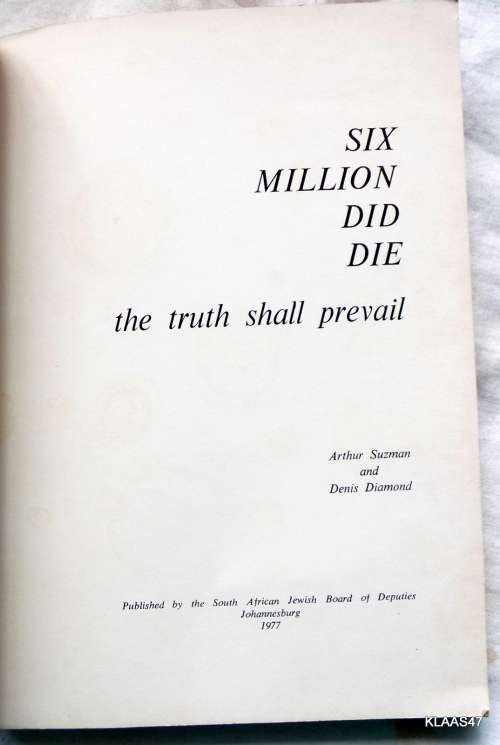 SIX
MILLION
DID
DIE
the truth shall prevail
Arthur Suzman
and
Denis Diamond
Published by the South African Jewish Board of Deputies
Johannesburg
1977
KLAAS47